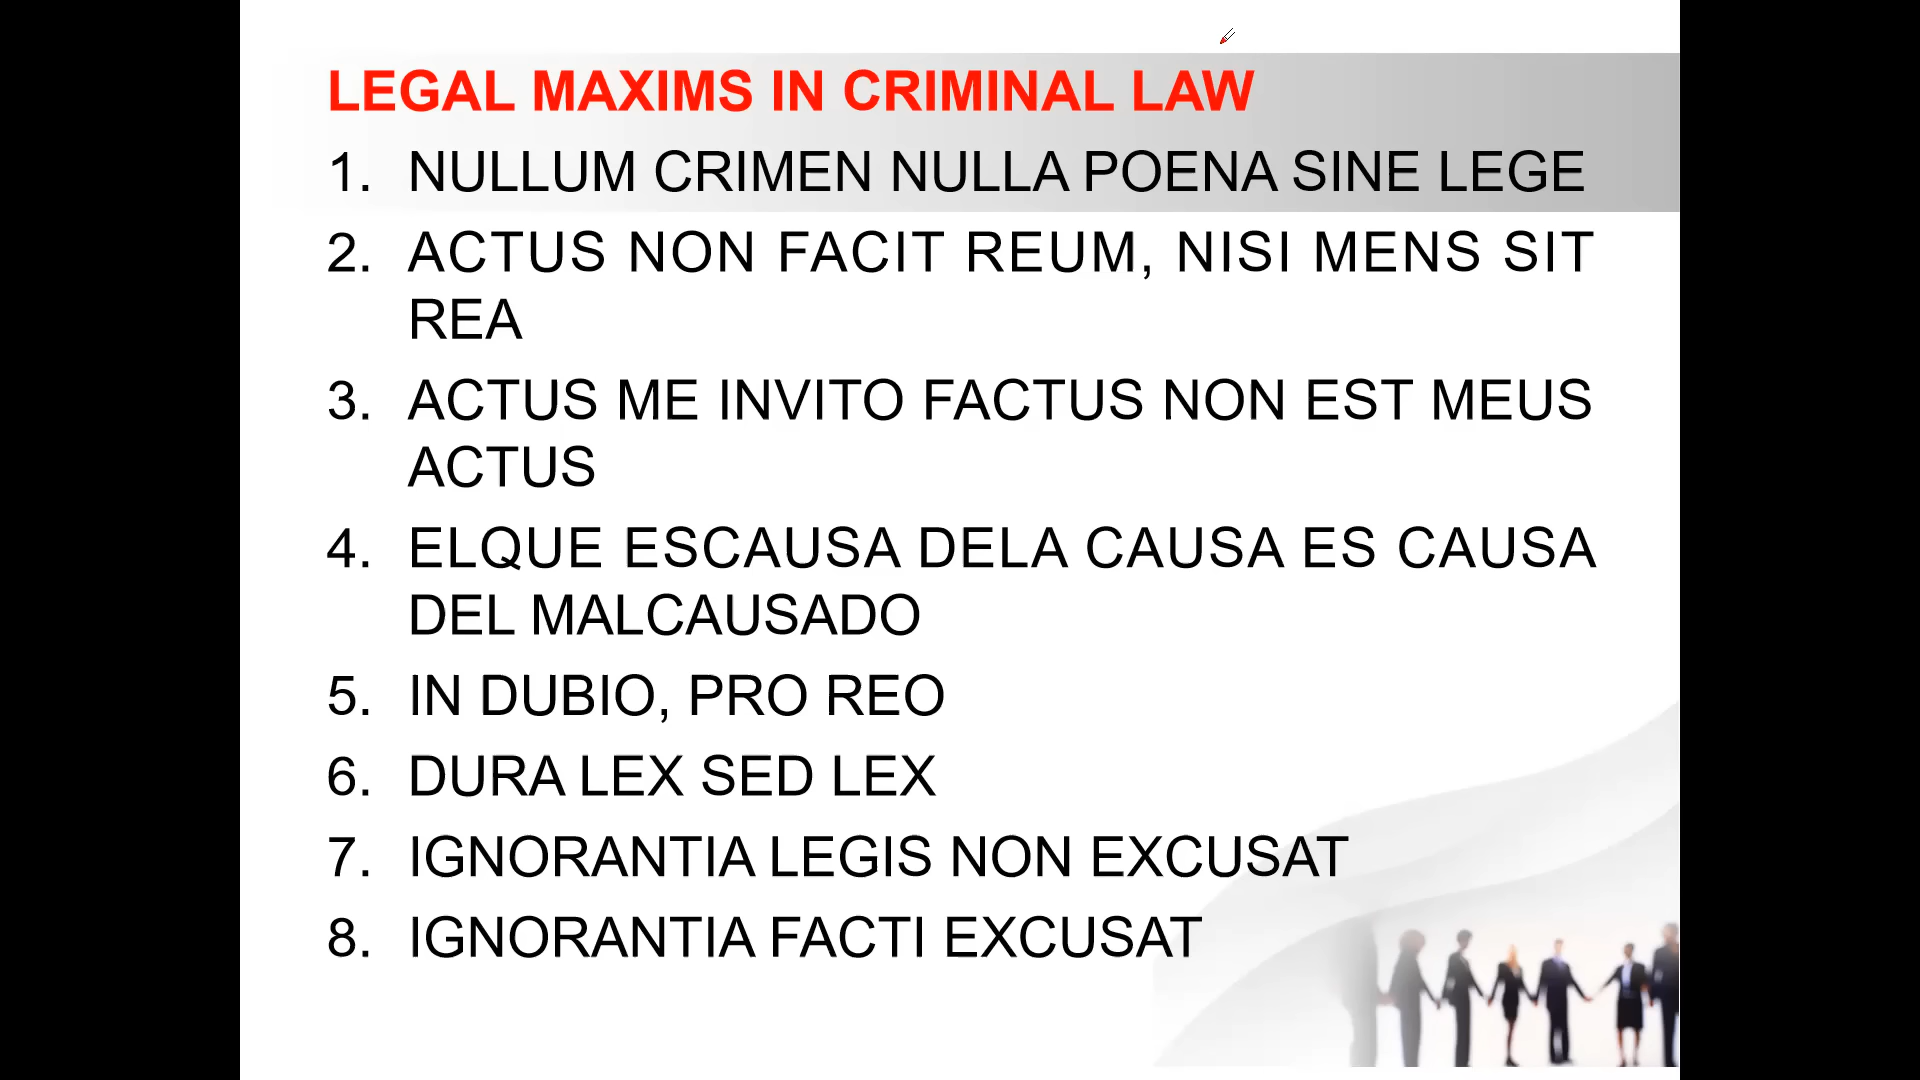 LEGAL MAXIMS IN CRIMINAL LAW
1. NULLUM CRIMEN NULLA POENA SINE LEGE
2. ACTUS NON FACIT REUM, NISI MENS SIT
REA
3. ACTUS ME INVITO FACTUS NON EST MEUS
ACTUS
4. ELQUE ESCAUSA DELA CAUSA ES CAUSA
DEL MALCAUSADO
5. IN DUBIO, PRO REO
6. DURA LEX SED LEX
7. IGNORANTIA LEGIS NON EXCUSAT
8. IGNORANTIA FACTI EXCUSAT